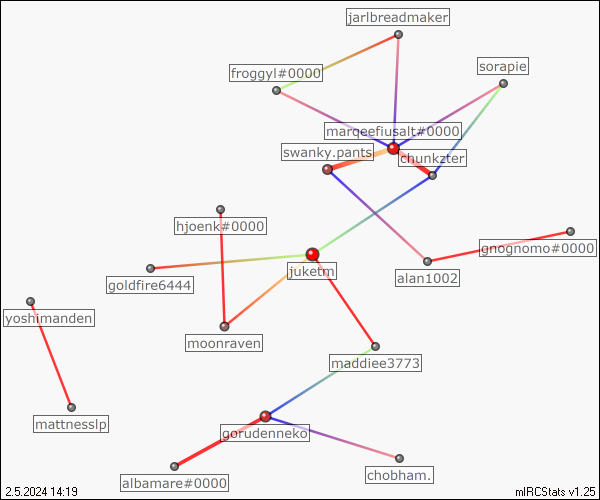 jarlbreadmaker
sorapie
froggyl#0000
marqeefiusalt#0000
swanky.pants
chunkzter
hjoenk#0000
gnognomo#0000
juketm
alan1002
goldfire6444
yoshimanden
moonraven
maddiee3773
mattnesslp
gorudenneko
chobham.
albamare#0000
2.5.2024 14:19
mIRCStats v1.25